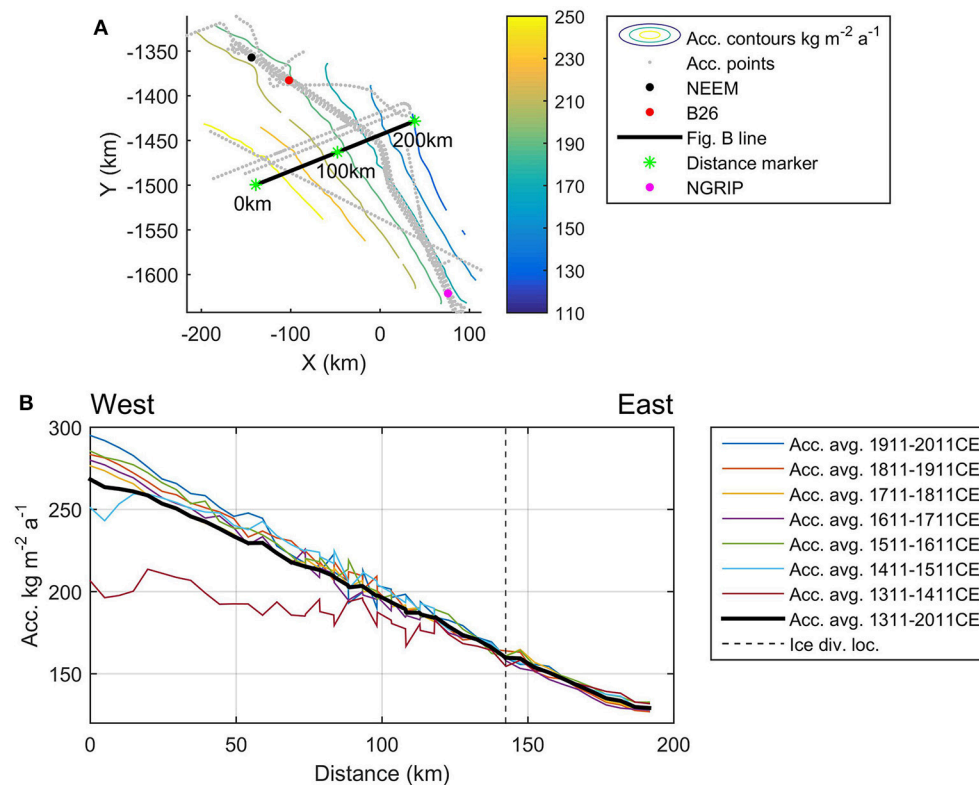 A
-1350
-1400
-1450
-1500
-1550
-1600
Y (km)
-200
-100
0
100
X (km)
0km
100km
200km
250
230
210
190
170
150
130
110
Acc. contours kg m-2 a-1
Acc. points
NEEM
B26
Fig. B line
Distance marker
NGRIP
B
West
East
300
250
200
150
Acc. kg m-2 a-1
0
50
100
150
200
Distance (km)
Acc. avg. 1911-2011CE
Acc. avg. 1811-1911CE
Acc. avg. 1711-1811CE
Acc. avg. 1611-1711CE
Acc. avg. 1511-1611CE
Acc. avg. 1411-1511CE
Acc. avg. 1311-1411CE
Acc. avg. 1311-2011CE
Ice div. loc.